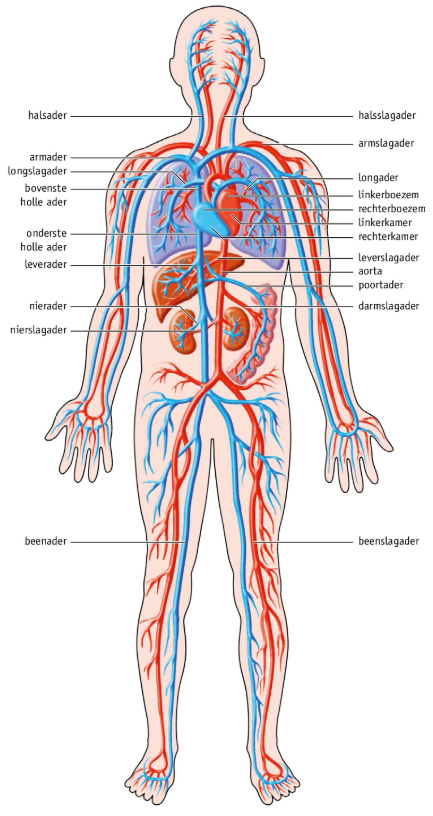 halsader
armader
longslagader
bovenste
holle ader
onderste
holle ader
leverader
nierader
nierslagader
beenader
halsslagader
armslagader
longader
linkerboezem
rechterboezem
linkerkamer
rechterkamer
leverslagader
aorta
poortader
darmslagader
beenslagader